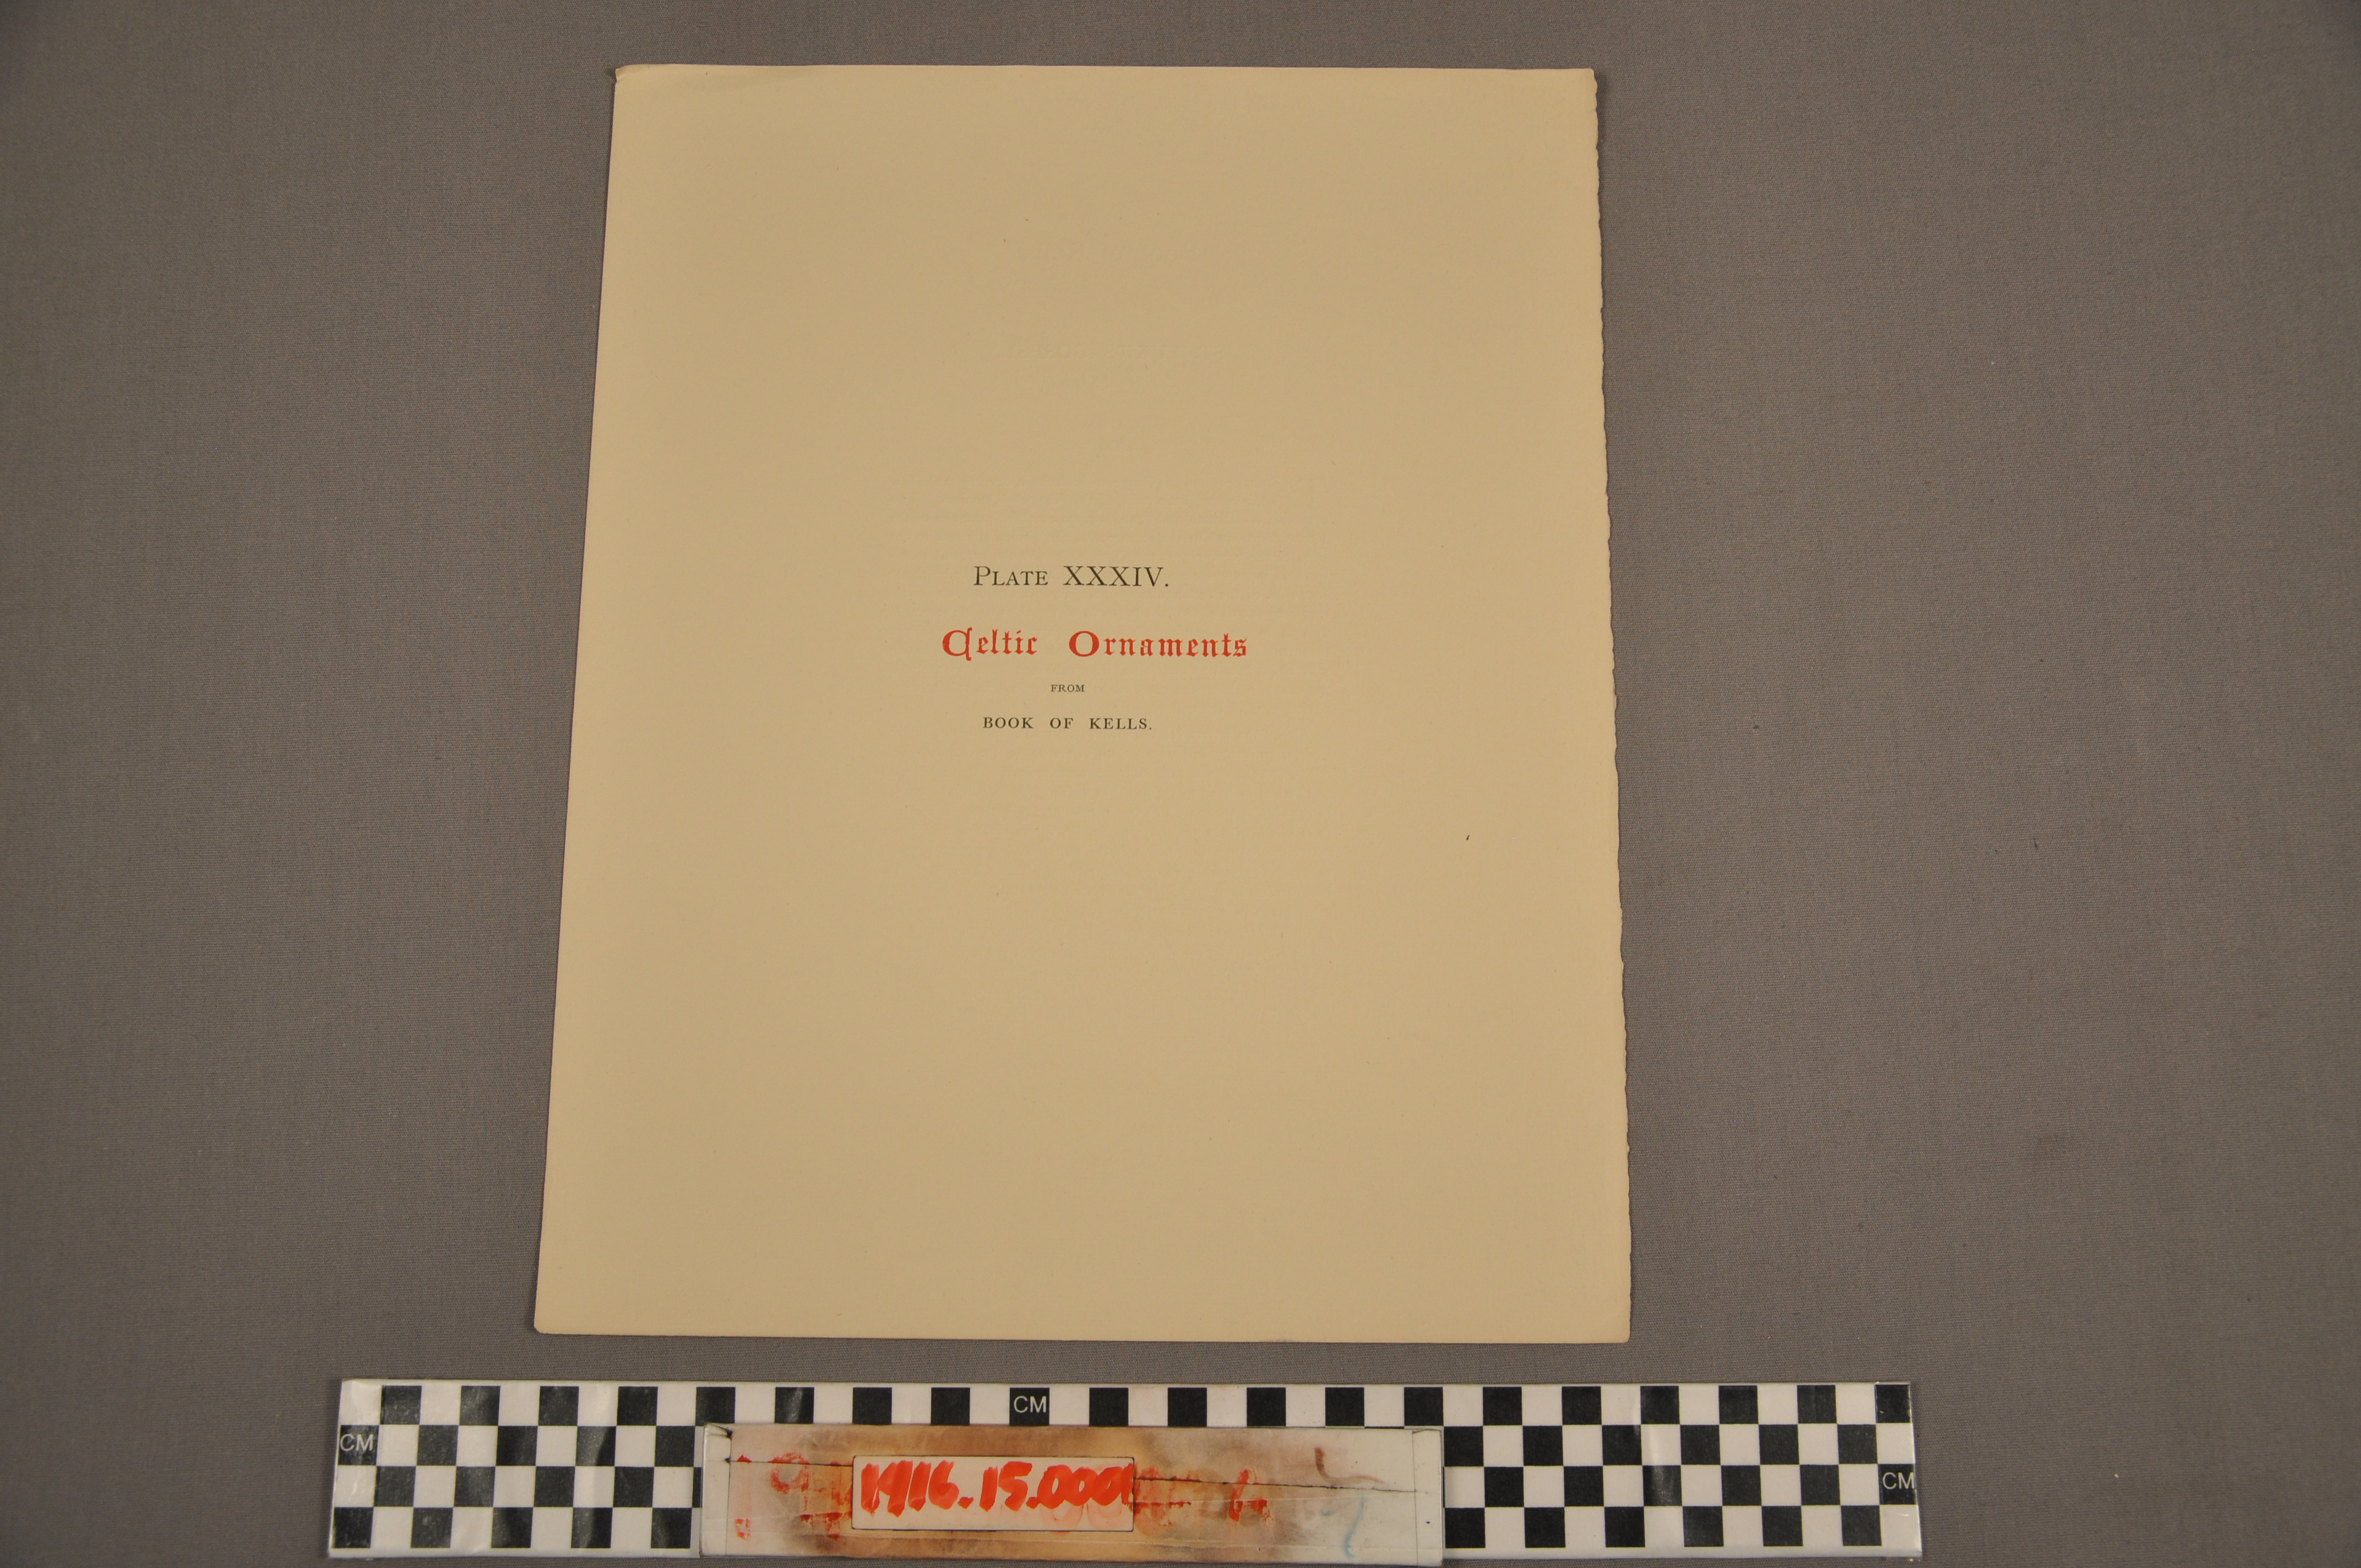 PLATE XXXIV.
Celtic Ornaments
FROM
BOOK OF KELLS.
CM
CM
CM
1916.15.0001